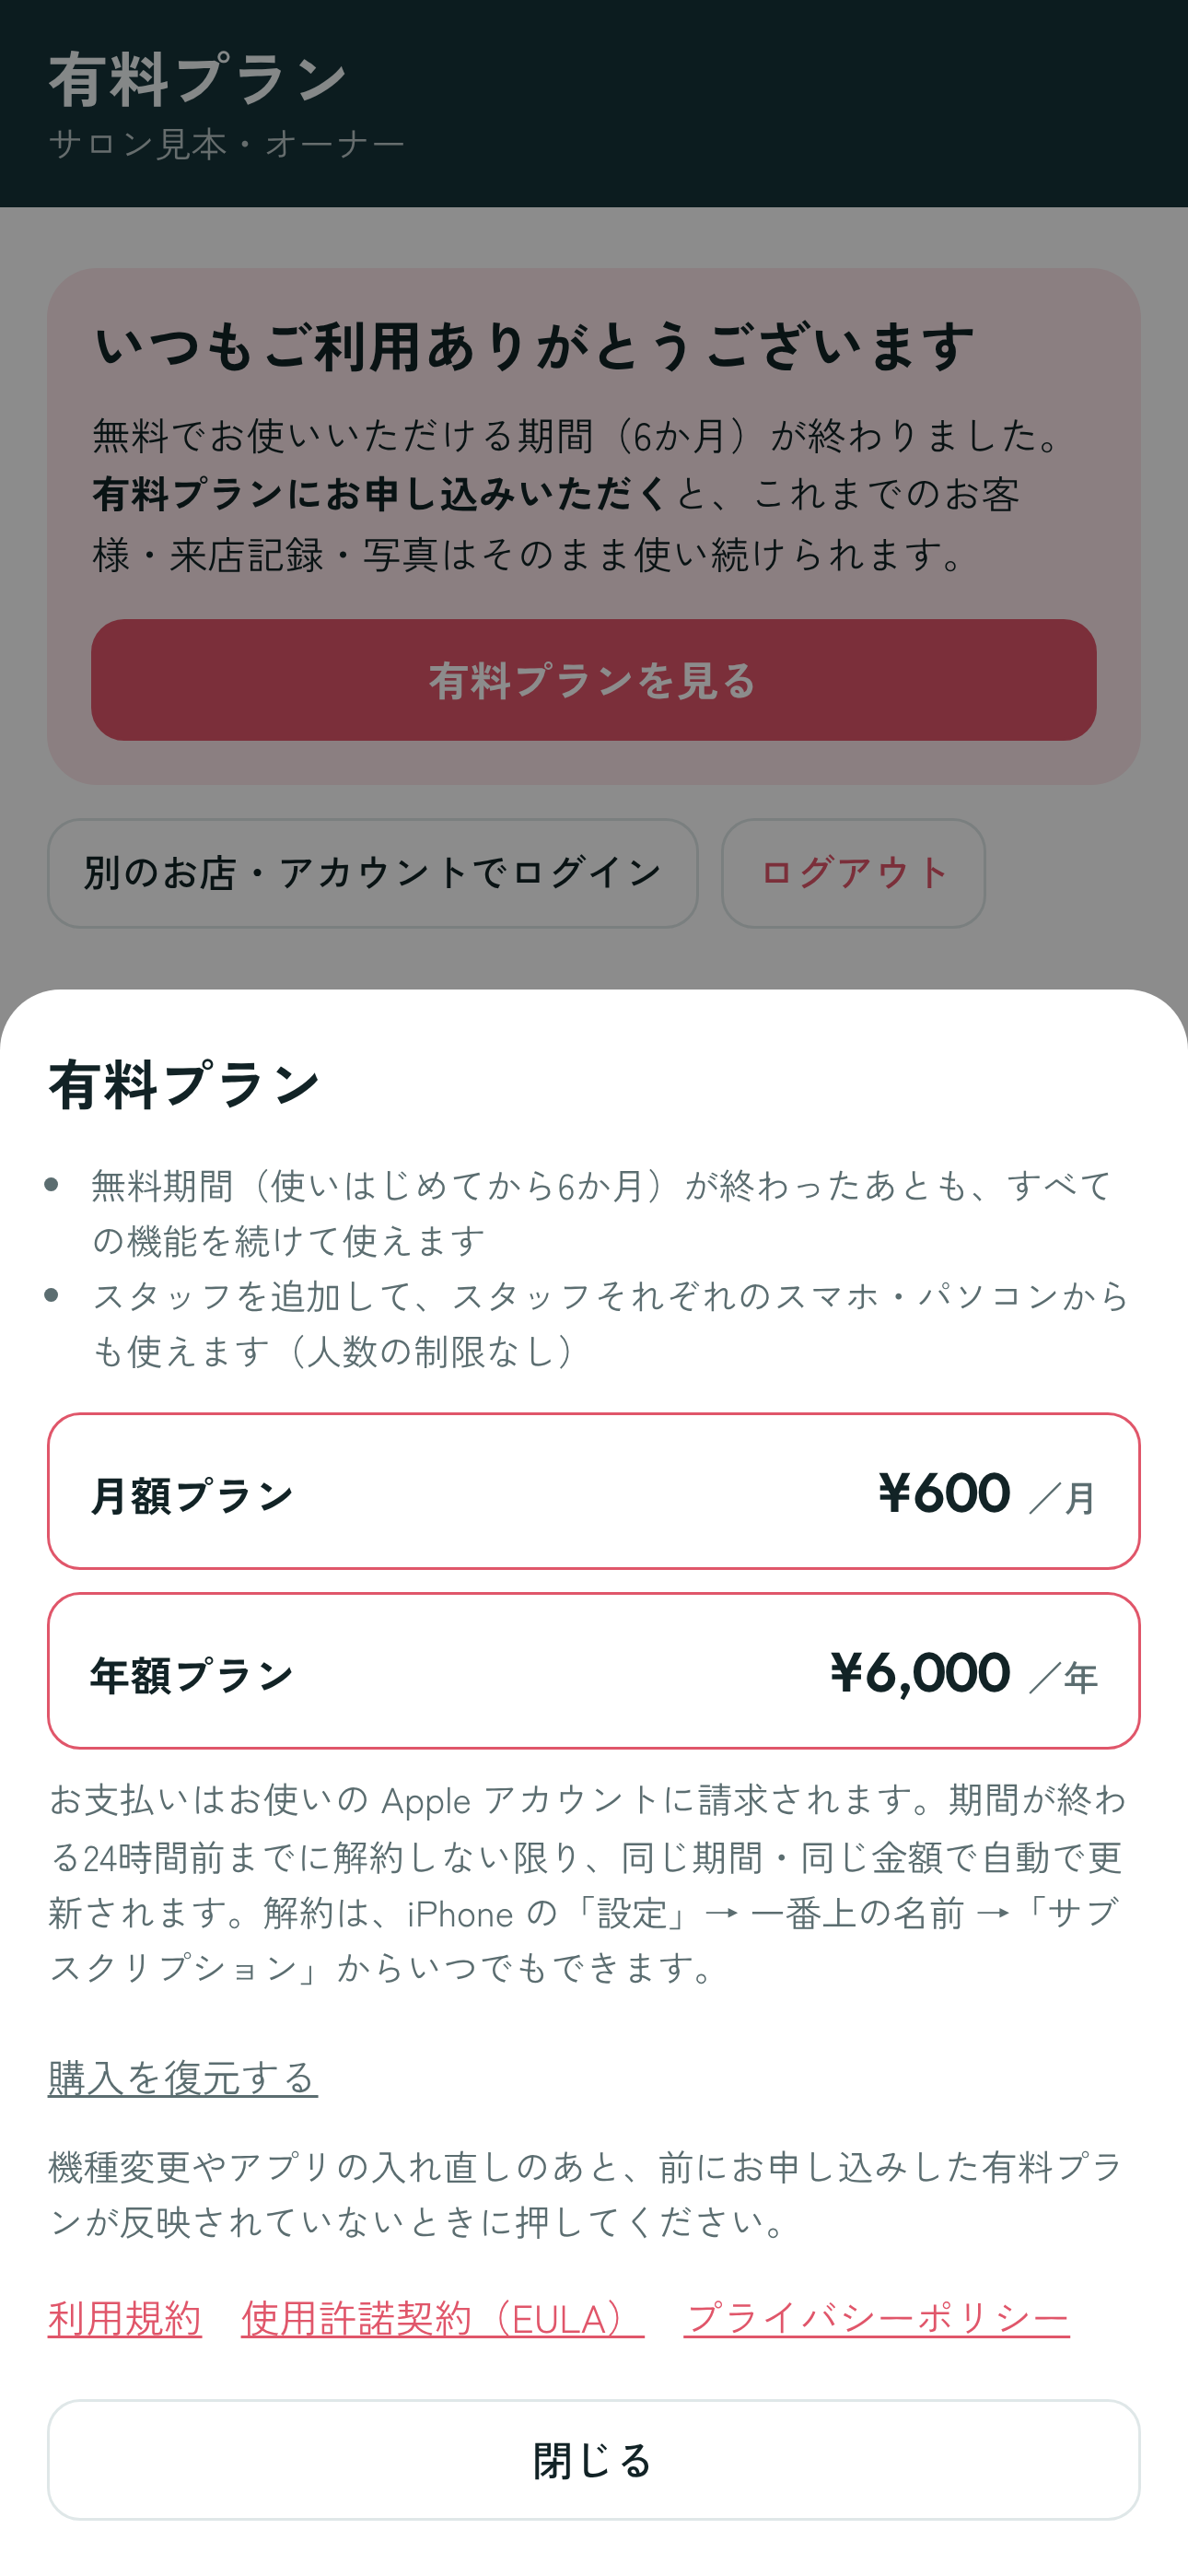 有料プラン
サロン見本・オーナー
いつもご利用ありがとうございます
無料でお使いいただける期間（6か月）が終わりました。
有料プランにお申し込みいただくと、これまでのお客
様・来店記録・写真はそのまま使い続けられます。
有料プランを見る
別のお店・アカウントでログイン
ログアウト
有料プラン
• 無料期間（使いはじめてから6か月）が終わったあとも、すべて
の機能を続けて使えます
• スタッフを追加して、スタッフそれぞれのスマホ・パソコンから
も使えます（人数の制限なし）
月額プラン ¥600 ／月
年額プラン ¥6,000 ／年
お支払いはお使いの Apple アカウントに請求されます。期間が終わ
る24時間前までに解約しない限り、同じ期間・同じ金額で自動で更
新されます。解約は、iPhone の「設定」→ 一番上の名前 →「サブ
スクリプション」からいつでもできます。
購入を復元する
機種変更やアプリの入れ直しのあと、前にお申し込みした有料プラ
ンが反映されていないときに押してください。
利用規約 使用許諾契約（EULA） プライバシーポリシー
閉じる